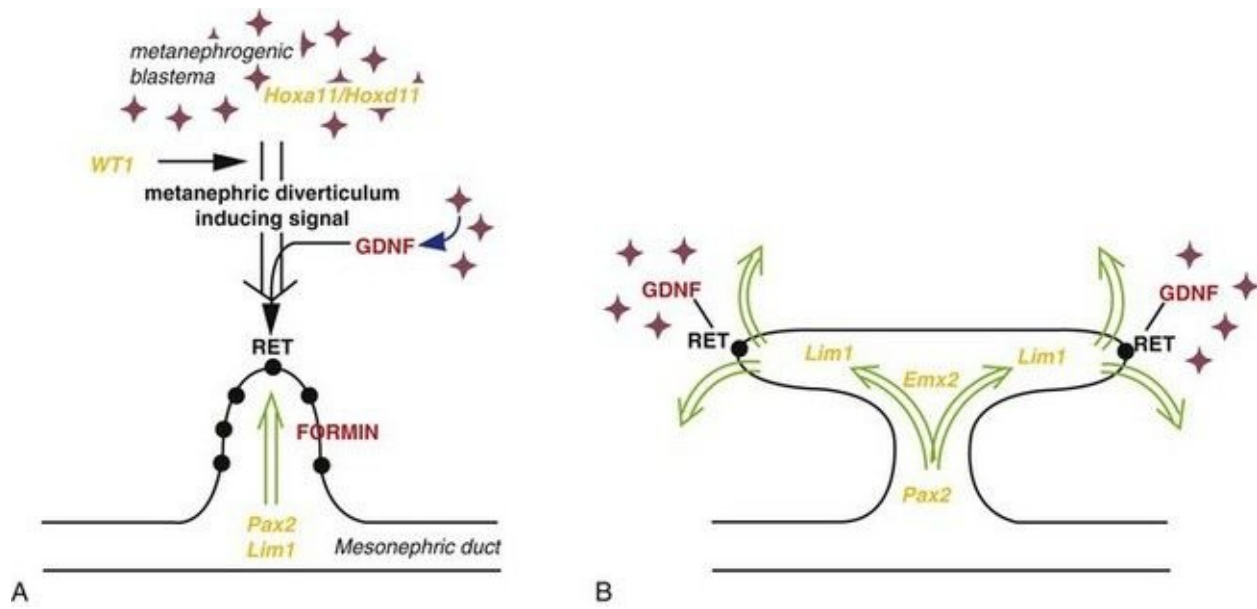 metanephrogenic
blastema
Hoxa11/Hoxd11
WT1
metanephric diverticulum
inducing signal
GDNF
RET
FORMIN
Pax2
Lim1
Mesonephric duct
A
GDNF
RET
Lim1
Emx2
Lim1
GDNF
RET
Pax2
B